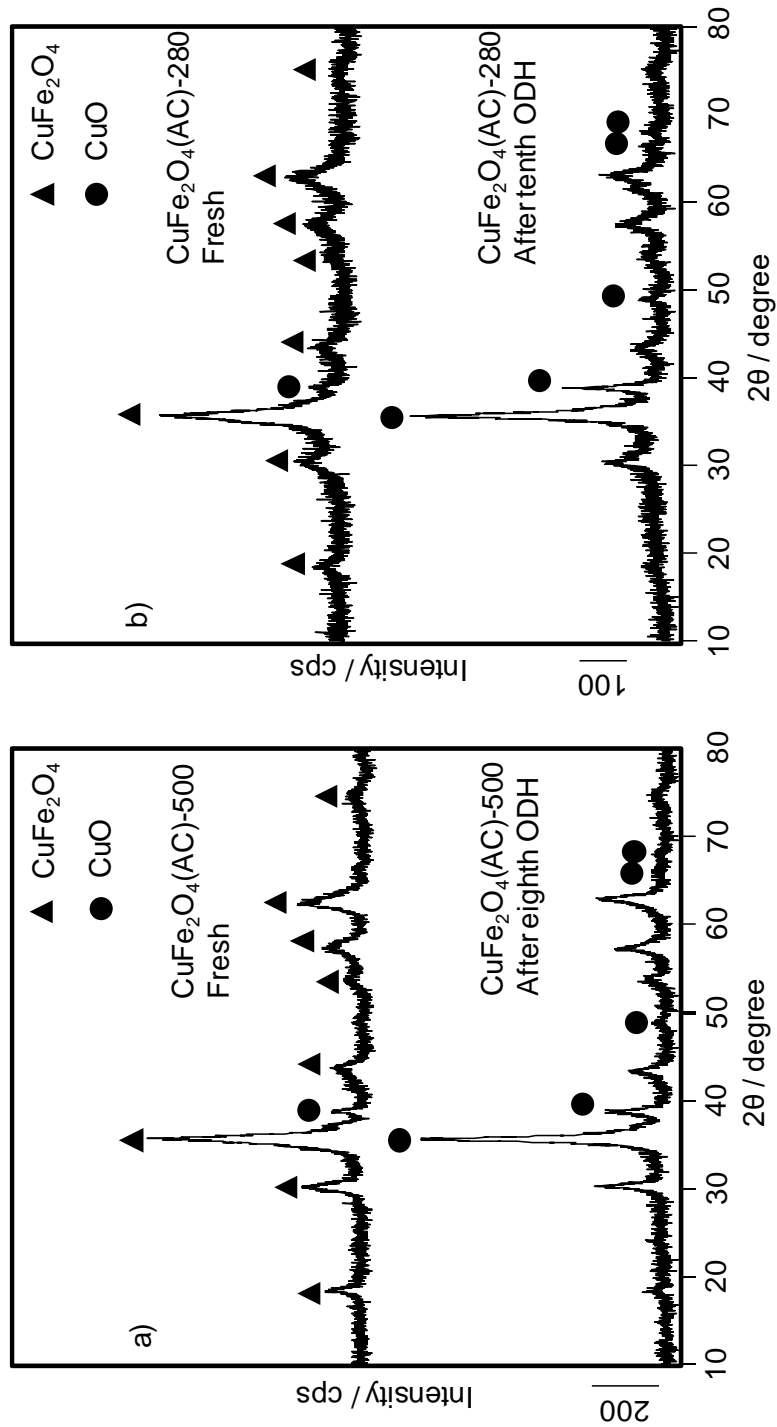 a)
▲ CuFe₂O₄
● CuO
CuFe₂O₄(AC)-500
Fresh
CuFe₂O₄(AC)-500
After eighth ODH
Intensity / cps
200
10 20 30 40 50 60 70 80
2θ / degree
b)
▲ CuFe₂O₄
● CuO
CuFe₂O₄(AC)-280
Fresh
CuFe₂O₄(AC)-280
After tenth ODH
Intensity / cps
100
10 20 30 40 50 60 70 80
2θ / degree